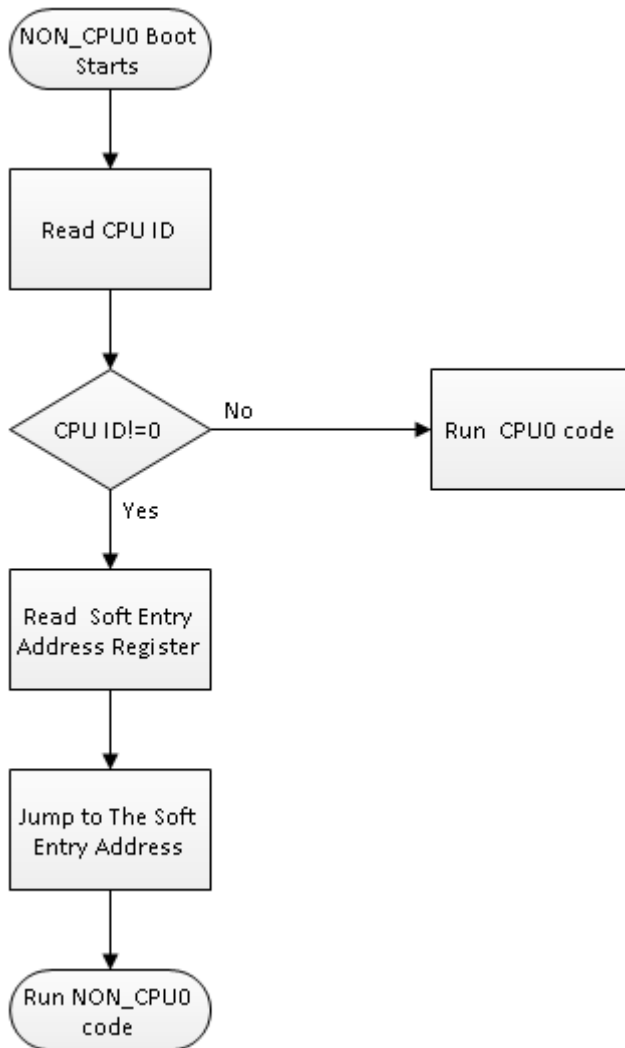 NON_CPU0 Boot
Starts
Read CPU ID
CPU ID!=0
No
Run CPU0 code
Yes
Read Soft Entry
Address Register
Jump to The Soft
Entry Address
Run NON_CPU0
code